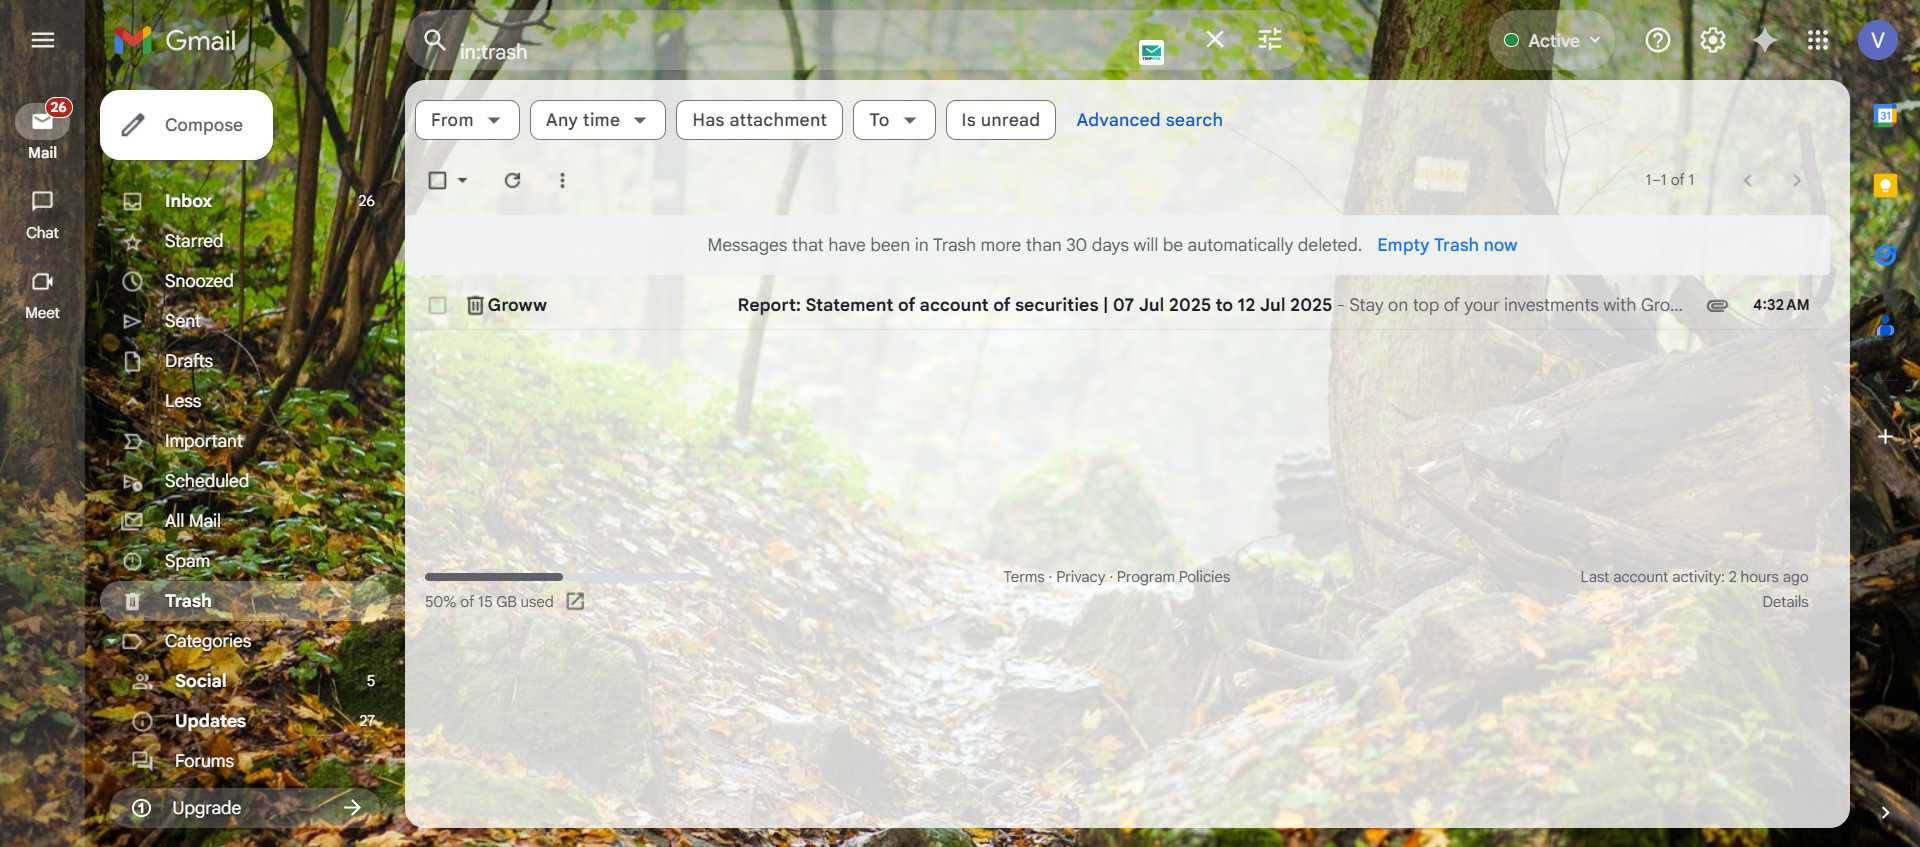 Gmail
in:trash
Active
V
26
Mail
Chat
Meet
Compose
Inbox 26
Starred
Snoozed
Sent
Drafts
Less
Important
Scheduled
All Mail
Spam
Trash
Categories
Social 5
Updates 27
Forums
1 Upgrade
From Any time Has attachment To Is unread Advanced search
1–1 of 1
Messages that have been in Trash more than 30 days will be automatically deleted. Empty Trash now
Groww Report: Statement of account of securities | 07 Jul 2025 to 12 Jul 2025 - Stay on top of your investments with Gro... 4:32 AM
50% of 15 GB used
Terms · Privacy · Program Policies
Last account activity: 2 hours ago
Details
31